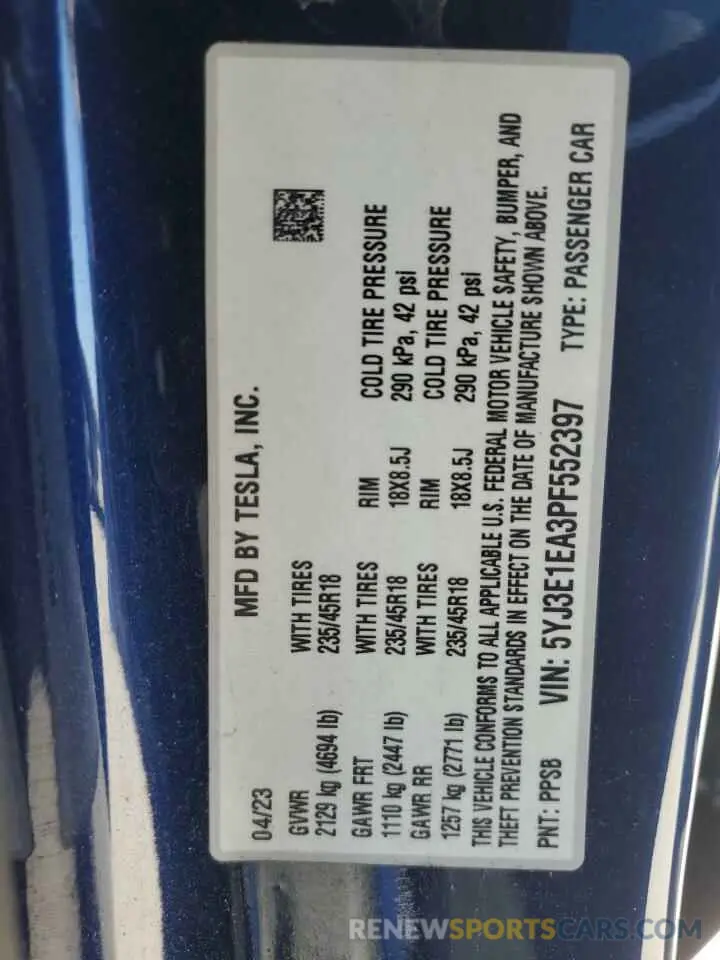 MFD BY TESLA, INC.
04/23
GVWR WITH TIRES
2129 kg (4694 lb) 235/45R18
GAWR FRT WITH TIRES RIM COLD TIRE PRESSURE
1110 kg (2447 lb) 235/45R18 18X8.5J 290 kPa, 42 psi
GAWR RR WITH TIRES RIM COLD TIRE PRESSURE
1257 kg (2771 lb) 235/45R18 18X8.5J 290 kPa, 42 psi
THIS VEHICLE CONFORMS TO ALL APPLICABLE U.S. FEDERAL MOTOR VEHICLE SAFETY, BUMPER, AND
THEFT PREVENTION STANDARDS IN EFFECT ON THE DATE OF MANUFACTURE SHOWN ABOVE.
PNT: PPSB VIN: 5YJ3E1EA3PF552397 TYPE: PASSENGER CAR
RENEWSPORTSCARS.COM